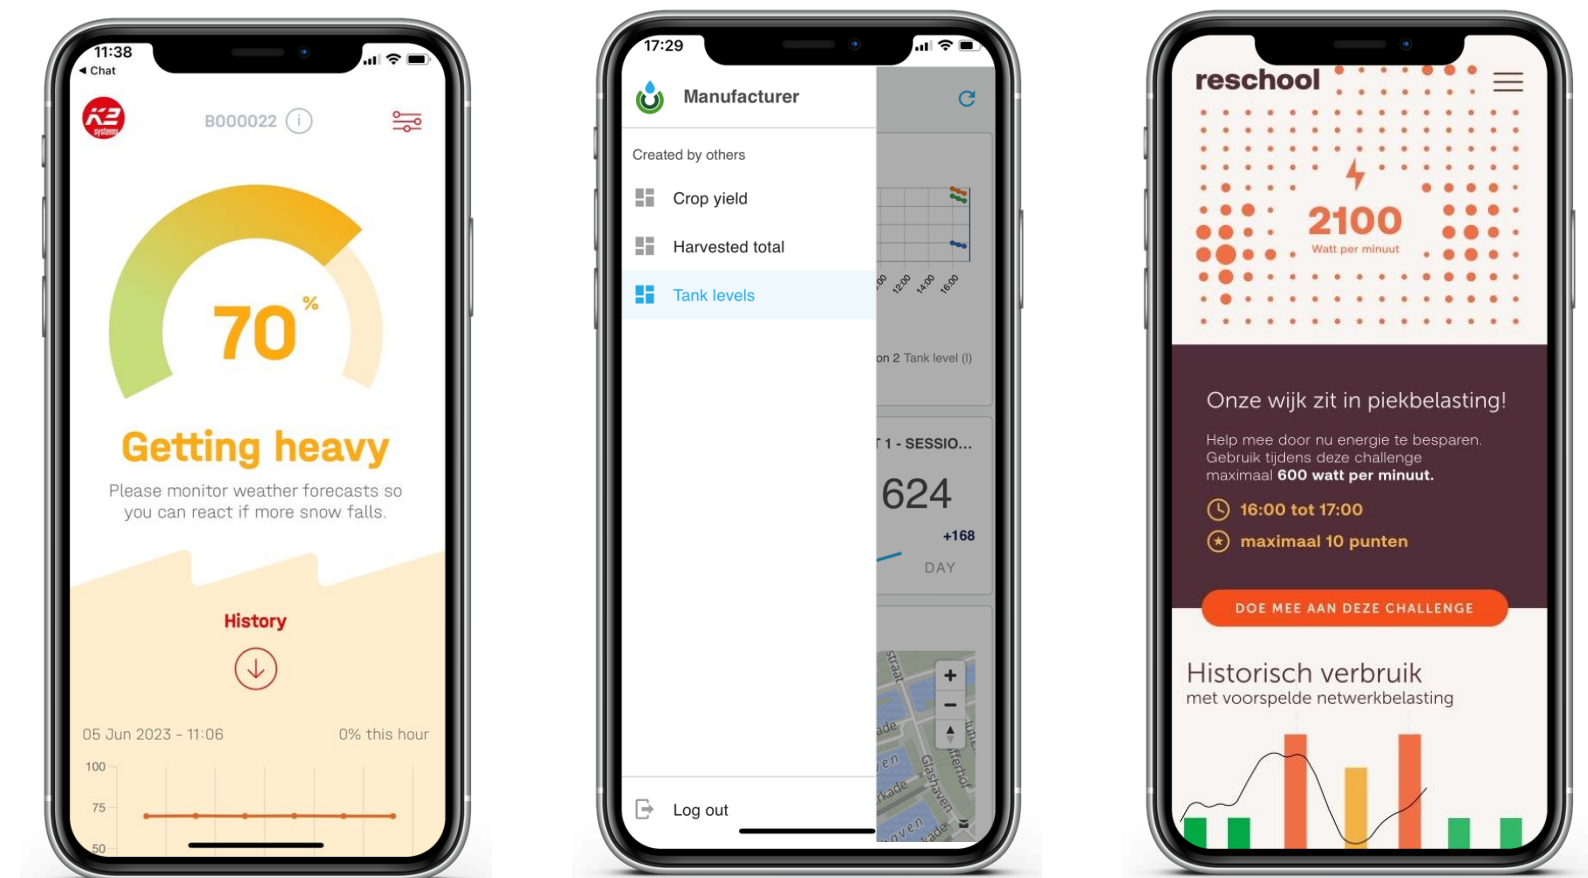 11:38
Chat
K2
systems
B000022
70%
Getting heavy
Please monitor weather forecasts so
you can react if more snow falls.
History
05 Jun 2023 - 11:06
0% this hour
100
75
50
17:29
Manufacturer
Created by others
Crop yield
Harvested total
Tank levels
Log out
12:00
14:00
16:00
on 2 Tank level (l)
1 - SESSIO...
624
+168
DAY
straat
Glashaven
reschool
2100
Watt per minuut
Onze wijk zit in piekbelasting!
Help mee door nu energie te besparen.
Gebruik tijdens deze challenge
maximaal 600 watt per minuut.
16:00 tot 17:00
maximaal 10 punten
DOE MEE AAN DEZE CHALLENGE
Historisch verbruik
met voorspelde netwerkbelasting